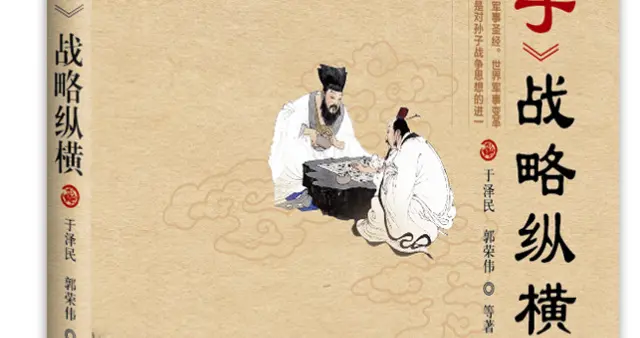 》战略纵横
于泽民
郭荣伟
子》战略纵横
军事圣经。世界军事变革
是对孙子战争思想的进一
于泽民 郭荣伟 ◎ 等著